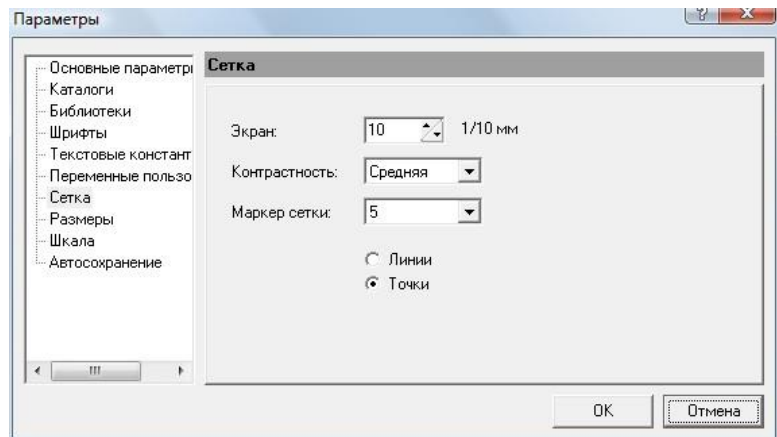 Параметры
Основные параметры
Каталоги
Библиотеки
Шрифты
Текстовые констант
Переменные пользо
Сетка
Размеры
Шкала
Автосохранение
Сетка
Экран: 10 1/10 мм
Контрастность: Средняя
Маркер сетки: 5
Линии
Точки
OK Отмена